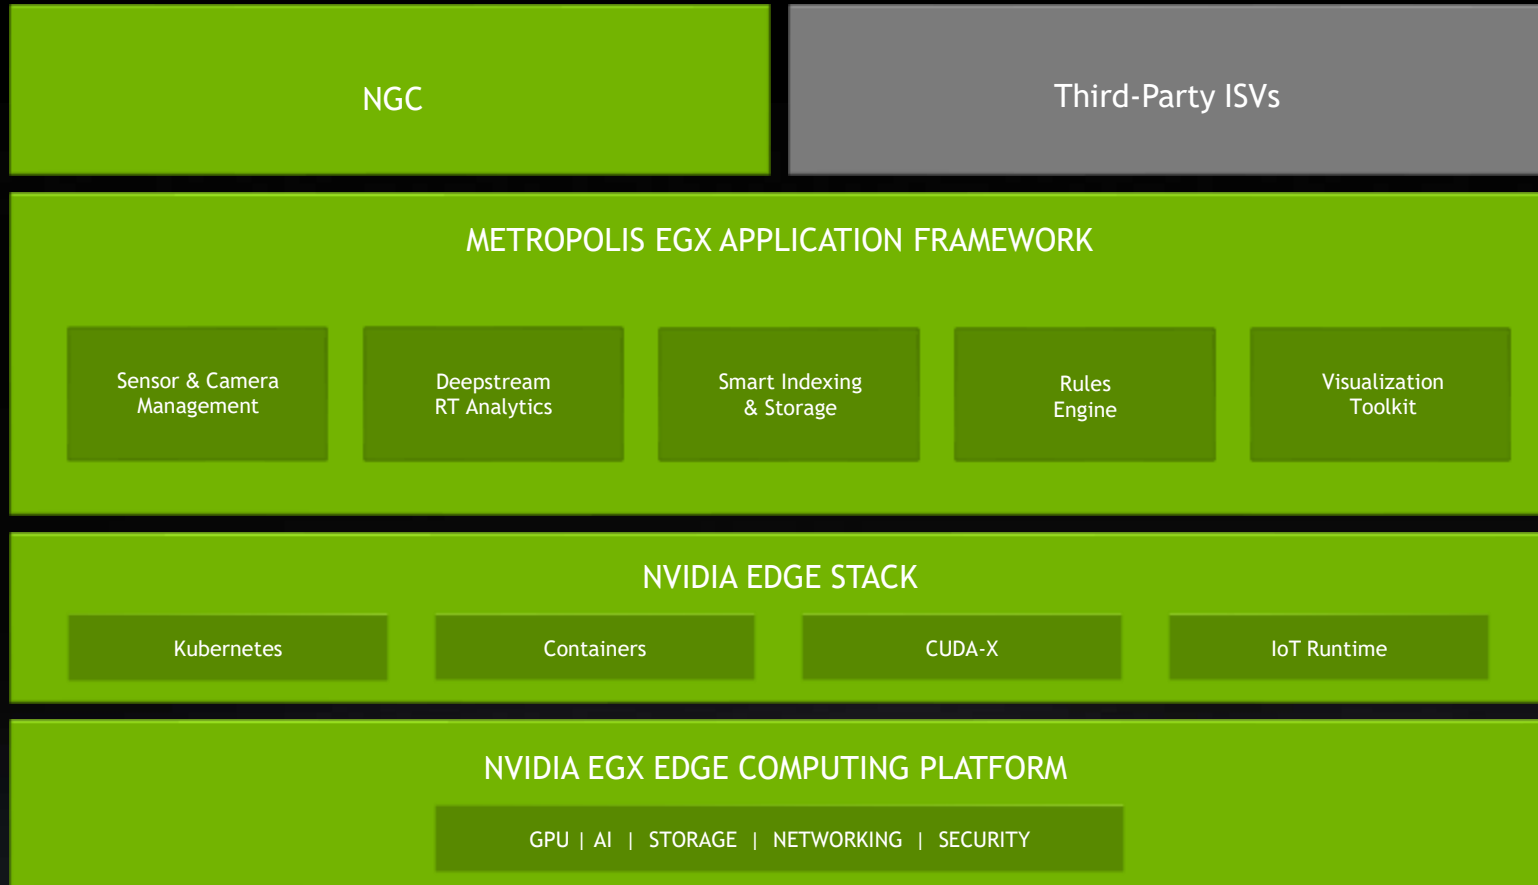 NGC
Third-Party ISVs
METROPOLIS EGX APPLICATION FRAMEWORK
Sensor & Camera
Management
Deepstream
RT Analytics
Smart Indexing
& Storage
Rules
Engine
Visualization
Toolkit
NVIDIA EDGE STACK
Kubernetes
Containers
CUDA-X
IoT Runtime
NVIDIA EGX EDGE COMPUTING PLATFORM
GPU | AI | STORAGE | NETWORKING | SECURITY